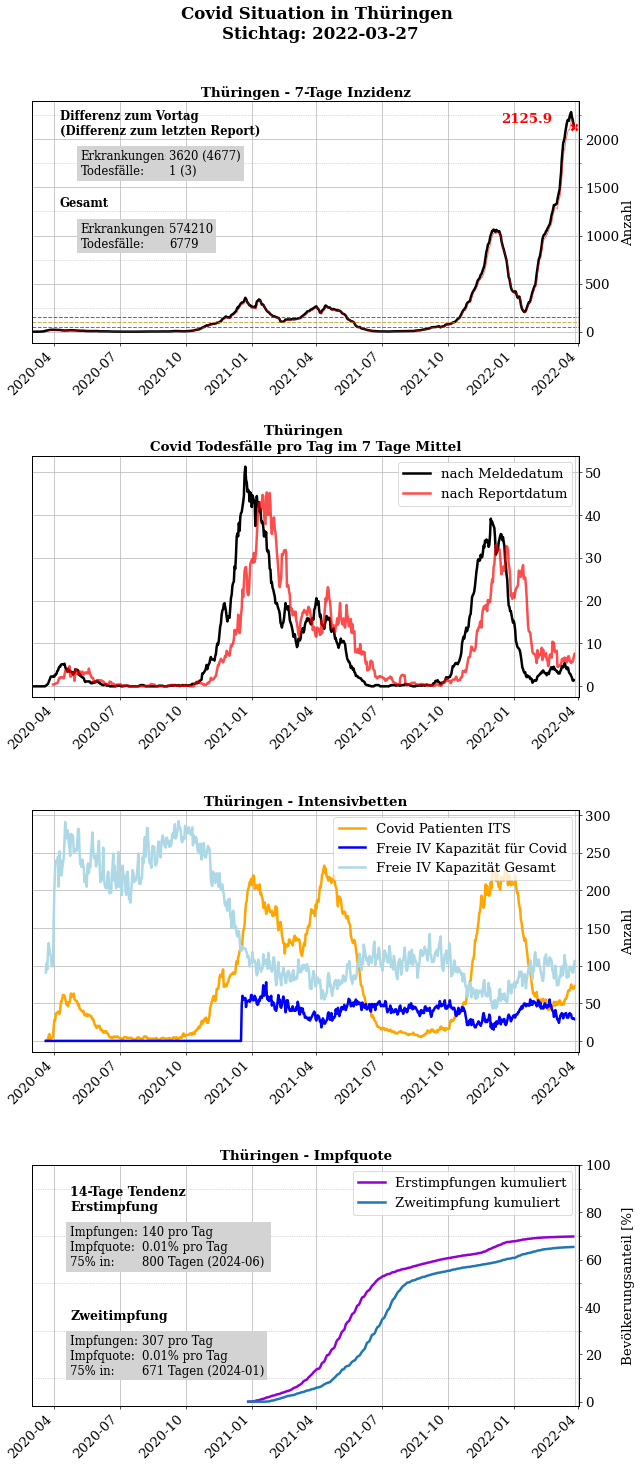 Covid Situation in Thüringen
Stichtag: 2022-03-27
Thüringen - 7-Tage Inzidenz
Differenz zum Vortag
(Differenz zum letzten Report)
Erkrankungen 3620 (4677)
Todesfälle: 1 (3)
Gesamt
Erkrankungen 574210
Todesfälle: 6779
2125.9
2000
1500
1000
500
0
Anzahl
2020-04
2020-07
2020-10
2021-01
2021-04
2021-07
2021-10
2022-01
2022-04
Thüringen
Covid Todesfälle pro Tag im 7 Tage Mittel
nach Meldedatum
nach Reportdatum
50
40
30
20
10
0
2020-04
2020-07
2020-10
2021-01
2021-04
2021-07
2021-10
2022-01
2022-04
Thüringen - Intensivbetten
Covid Patienten ITS
Freie IV Kapazität für Covid
Freie IV Kapazität Gesamt
300
250
200
150
100
50
0
Anzahl
2020-04
2020-07
2020-10
2021-01
2021-04
2021-07
2021-10
2022-01
2022-04
Thüringen - Impfquote
14-Tage Tendenz
Erstimpfung
Impfungen: 140 pro Tag
Impfquote: 0.01% pro Tag
75% in: 800 Tagen (2024-06)
Zweitimpfung
Impfungen: 307 pro Tag
Impfquote: 0.01% pro Tag
75% in: 671 Tagen (2024-01)
Erstimpfungen kumuliert
Zweitimpfung kumuliert
100
80
60
40
20
0
Bevölkerungsanteil [%]
2020-04
2020-07
2020-10
2021-01
2021-04
2021-07
2021-10
2022-01
2022-04